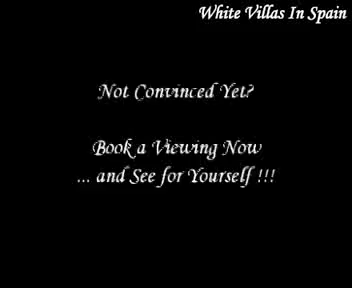 White Villas In Spain
Not Convinced Yet?
Book a Viewing Now
... and See for Yourself !!!